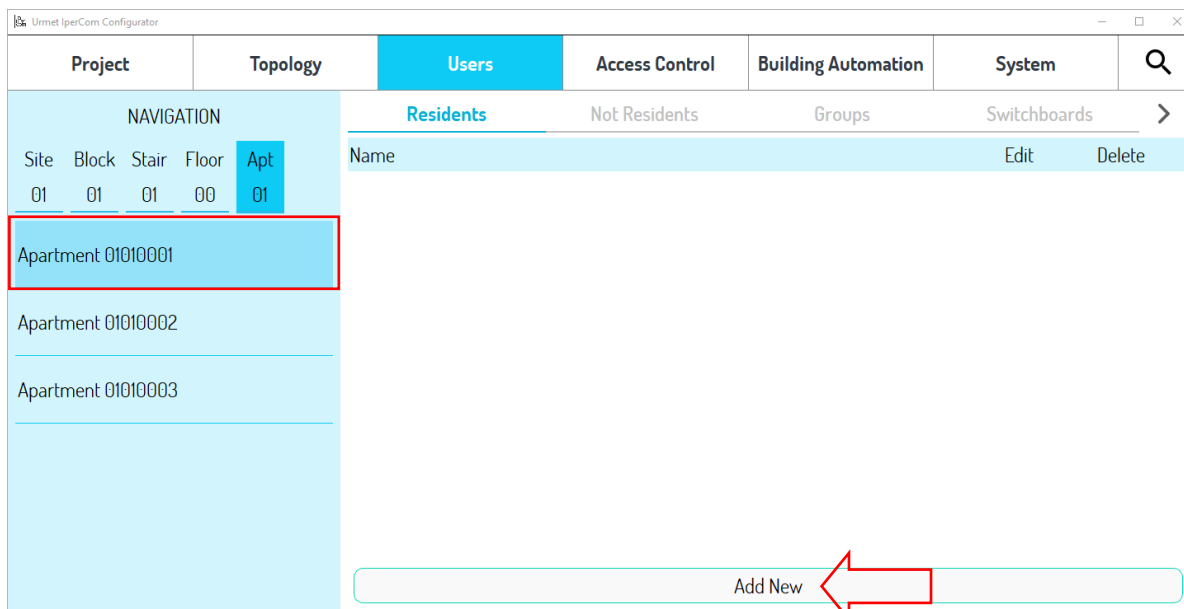 Urmet IperCom Configurator
Project Topology Users Access Control Building Automation System
NAVIGATION
Residents Not Residents Groups Switchboards
Site Block Stair Floor Apt
01 01 01 00 01
Name Edit Delete
Apartment 01010001
Apartment 01010002
Apartment 01010003
Add New